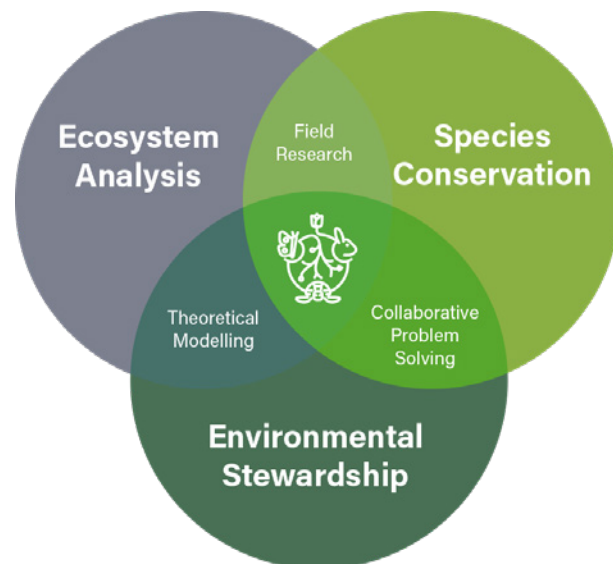 Ecosystem
Analysis
Field
Research
Species
Conservation
Theoretical
Modelling
Collaborative
Problem
Solving
Environmental
Stewardship